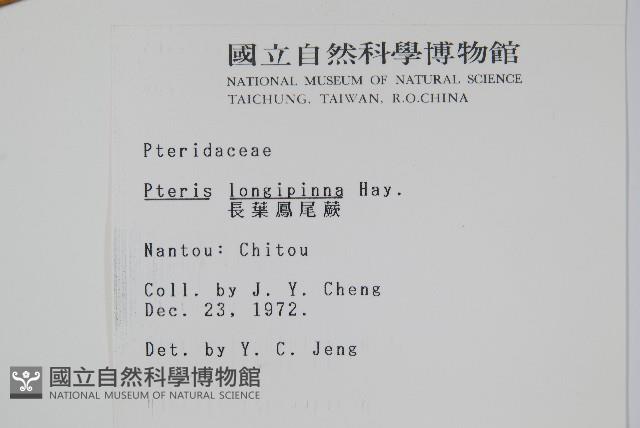 國立自然科學博物館
NATIONAL MUSEUM OF NATURAL SCIENCE
TAICHUNG, TAIWAN, R.O.CHINA
Pteridaceae
Pteris longipinna Hay.
長葉鳳尾蕨
Nantou: Chitou
Coll. by J. Y. Cheng
Dec. 23, 1972.
Det. by Y. C. Jeng
國立自然科學博物館
NATIONAL MUSEUM OF NATURAL SCIENCE